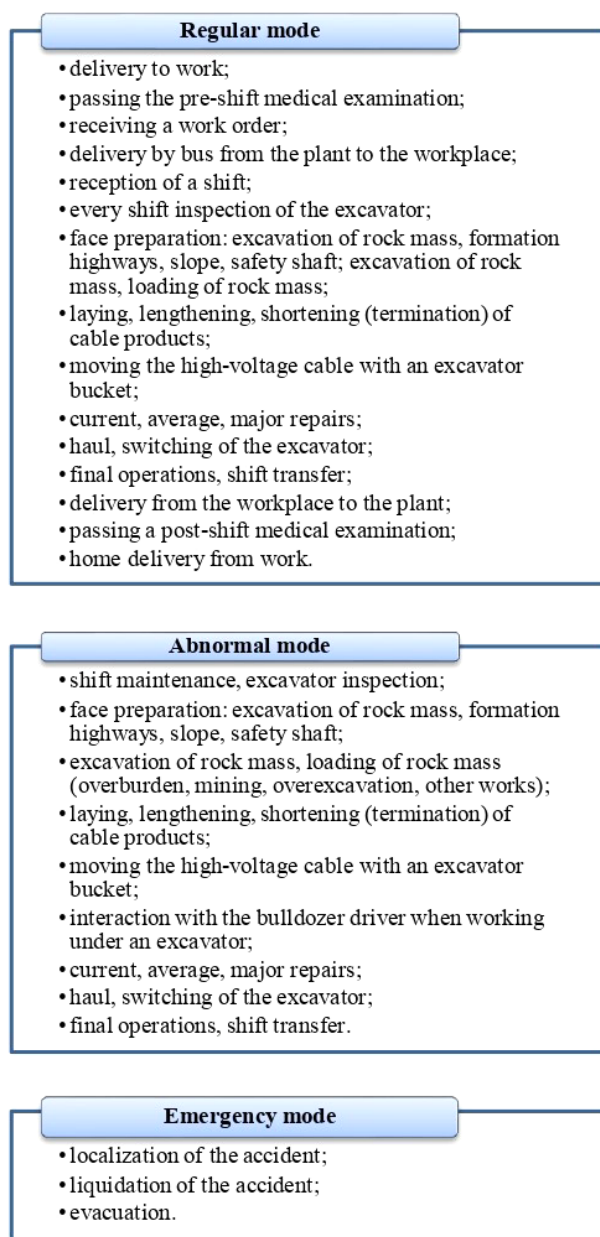 Regular mode
• delivery to work;
• passing the pre-shift medical examination;
• receiving a work order;
• delivery by bus from the plant to the workplace;
• reception of a shift;
• every shift inspection of the excavator;
• face preparation: excavation of rock mass, formation
highways, slope, safety shaft; excavation of rock
mass, loading of rock mass;
• laying, lengthening, shortening (termination) of
cable products;
• moving the high-voltage cable with an excavator
bucket;
• current, average, major repairs;
• haul, switching of the excavator;
• final operations, shift transfer;
• delivery from the workplace to the plant;
• passing a post-shift medical examination;
• home delivery from work.
Abnormal mode
• shift maintenance, excavator inspection;
• face preparation: excavation of rock mass, formation
highways, slope, safety shaft;
• excavation of rock mass, loading of rock mass
(overburden, mining, overexcavation, other works);
• laying, lengthening, shortening (termination) of
cable products;
• moving the high-voltage cable with an excavator
bucket;
• interaction with the bulldozer driver when working
under an excavator;
• current, average, major repairs;
• haul, switching of the excavator;
• final operations, shift transfer.
Emergency mode
• localization of the accident;
• liquidation of the accident;
• evacuation.